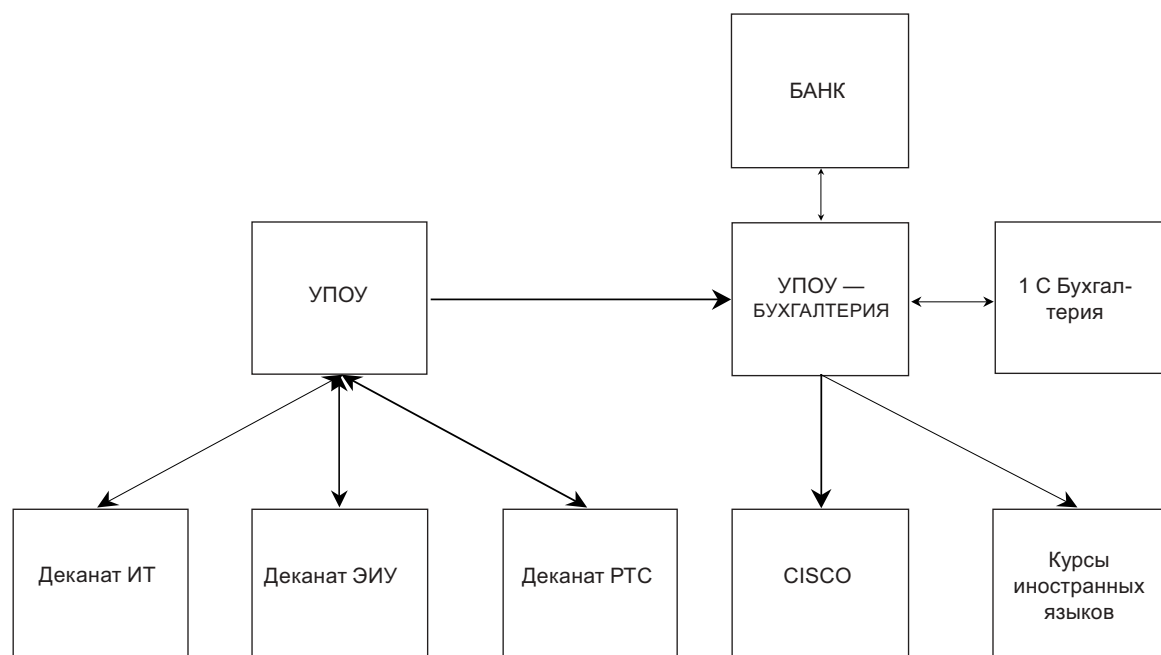 БАНК
УПОУ
УПОУ —
БУХГАЛТЕРИЯ
1 С Бухгал-
терия
Деканат ИТ
Деканат ЭИУ
Деканат РТС
CISCO
Курсы
иностранных
языков